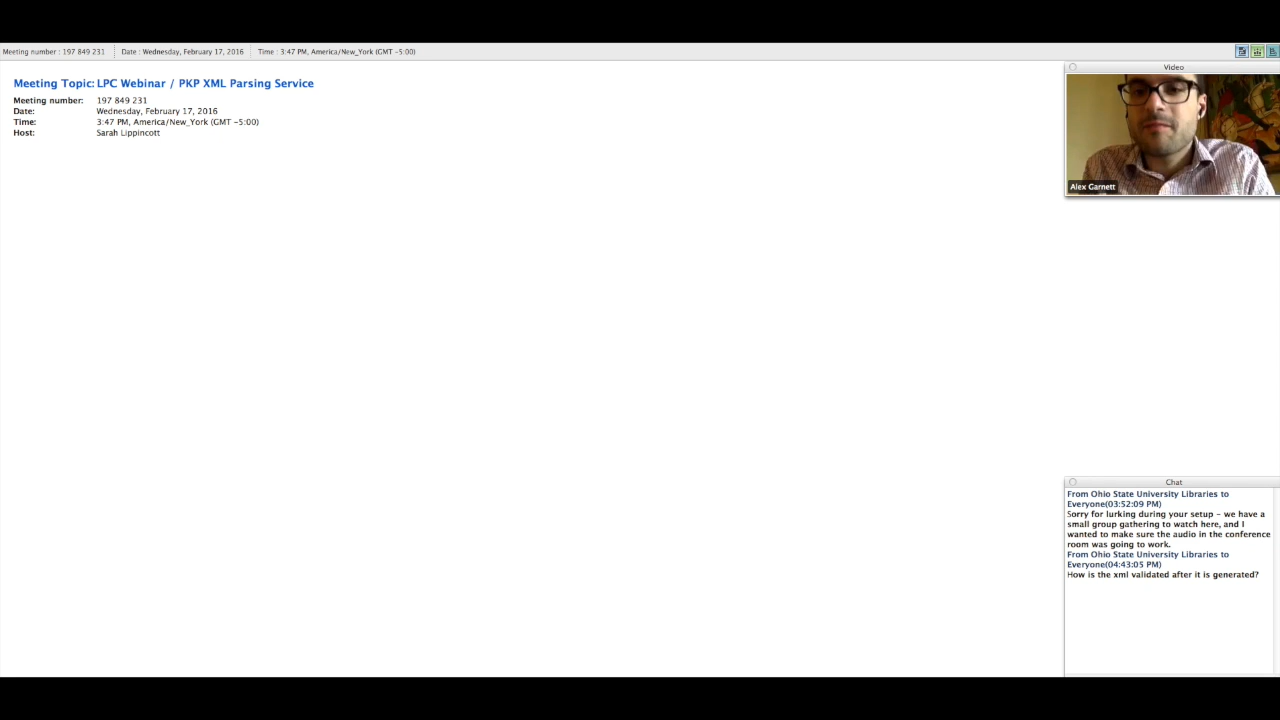 Meeting number : 197 849 231 Date : Wednesday, February 17, 2016 Time : 3:47 PM, America/New_York (GMT -5:00)
Meeting Topic: LPC Webinar / PKP XML Parsing Service
Meeting number: 197 849 231
Date: Wednesday, February 17, 2016
Time: 3:47 PM, America/New_York (GMT -5:00)
Host: Sarah Lippincott
Video
Alex Garnett
Chat
From Ohio State University Libraries to
Everyone(03:52:09 PM)
Sorry for lurking during your setup - we have a
small group gathering to watch here, and I
wanted to make sure the audio in the conference
room was going to work.
From Ohio State University Libraries to
Everyone(04:43:05 PM)
How is the xml validated after it is generated?